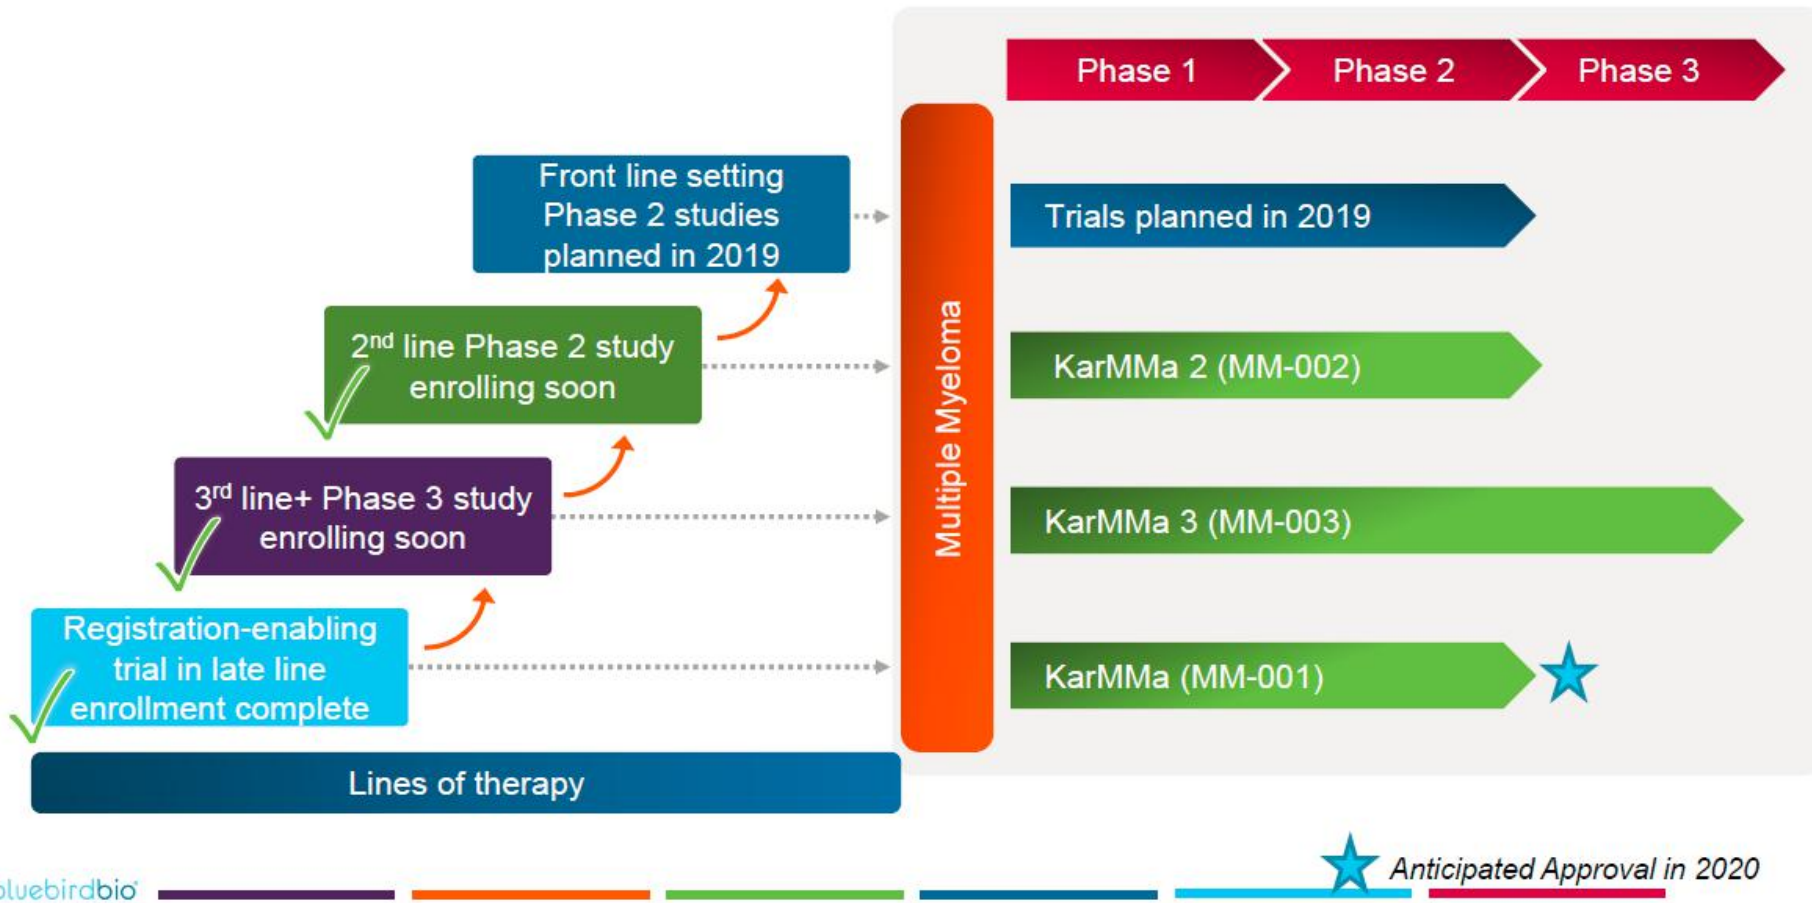 Phase 1
Phase 2
Phase 3
Front line setting
Phase 2 studies
planned in 2019
Trials planned in 2019
2nd line Phase 2 study
enrolling soon
KarMMa 2 (MM-002)
3rd line+ Phase 3 study
enrolling soon
KarMMa 3 (MM-003)
Registration-enabling
trial in late line
enrollment complete
KarMMa (MM-001)
Multiple Myeloma
Lines of therapy
Anticipated Approval in 2020
bluebirdbio